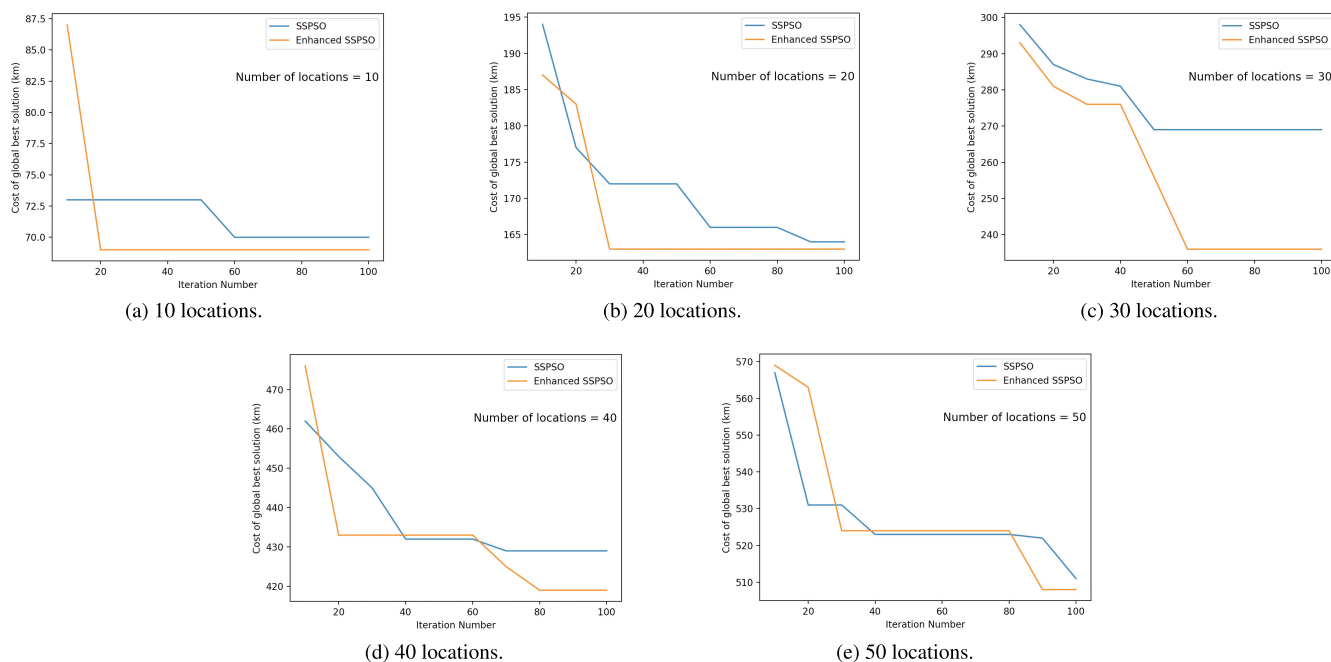 87.5
85.0
82.5
80.0
77.5
75.0
72.5
70.0
Cost of global best solution (km)
SSPSO
Enhanced SSPSO
Number of locations = 10
20 40 60 80 100
Iteration Number
(a) 10 locations.
195
190
185
180
175
170
165
Cost of global best solution (km)
SSPSO
Enhanced SSPSO
Number of locations = 20
20 40 60 80 100
Iteration Number
(b) 20 locations.
300
290
280
270
260
250
240
Cost of global best solution (km)
SSPSO
Enhanced SSPSO
Number of locations = 30
20 40 60 80 100
Iteration Number
(c) 30 locations.
470
460
450
440
430
420
Cost of global best solution (km)
SSPSO
Enhanced SSPSO
Number of locations = 40
20 40 60 80 100
Iteration Number
(d) 40 locations.
570
560
550
540
530
520
510
Cost of global best solution (km)
SSPSO
Enhanced SSPSO
Number of locations = 50
20 40 60 80 100
Iteration Number
(e) 50 locations.